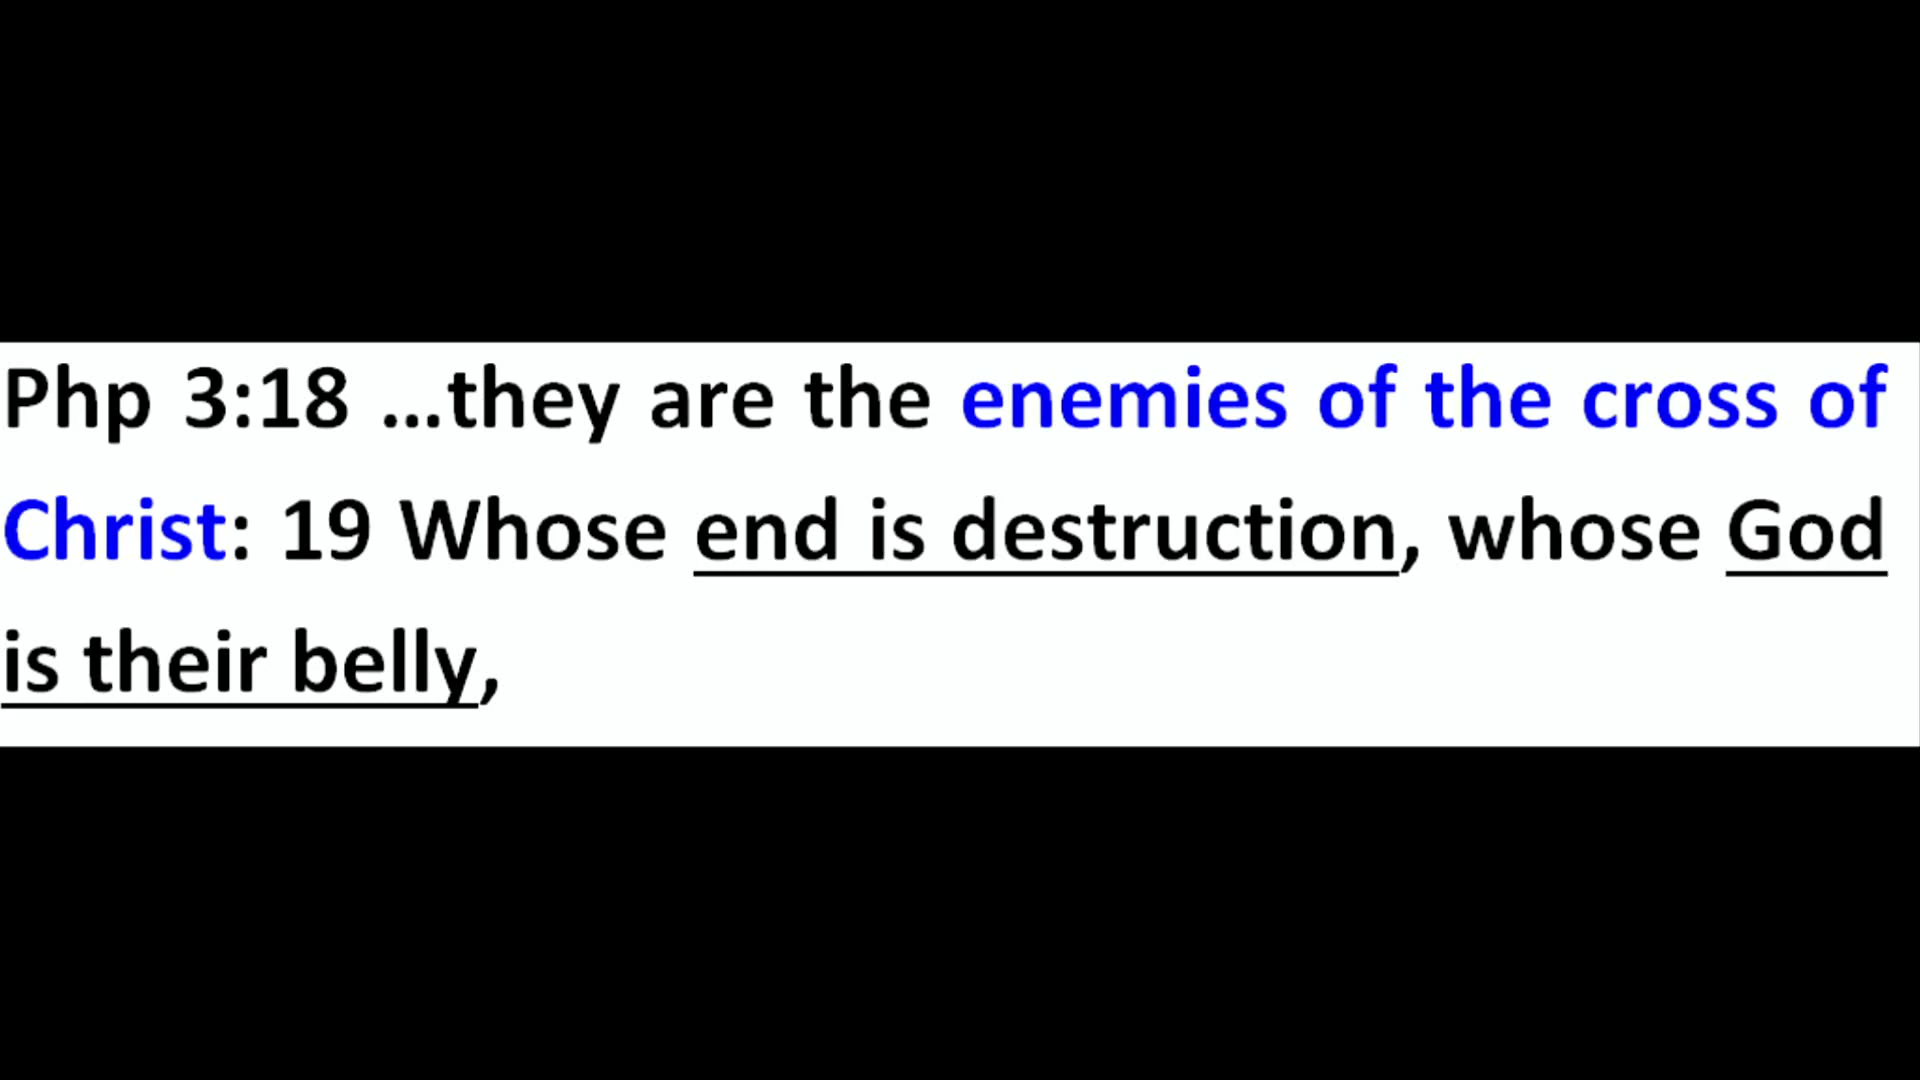 Php 3:18 ...they are the enemies of the cross of
Christ: 19 Whose end is destruction, whose God
is their belly,